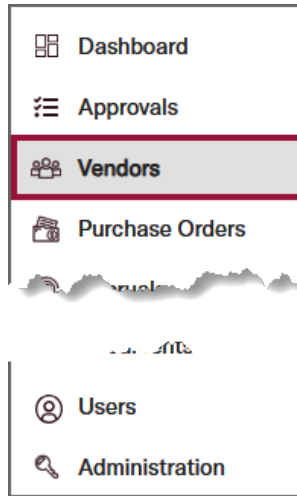 Dashboard
Approvals
Vendors
Purchase Orders
Users
Administration